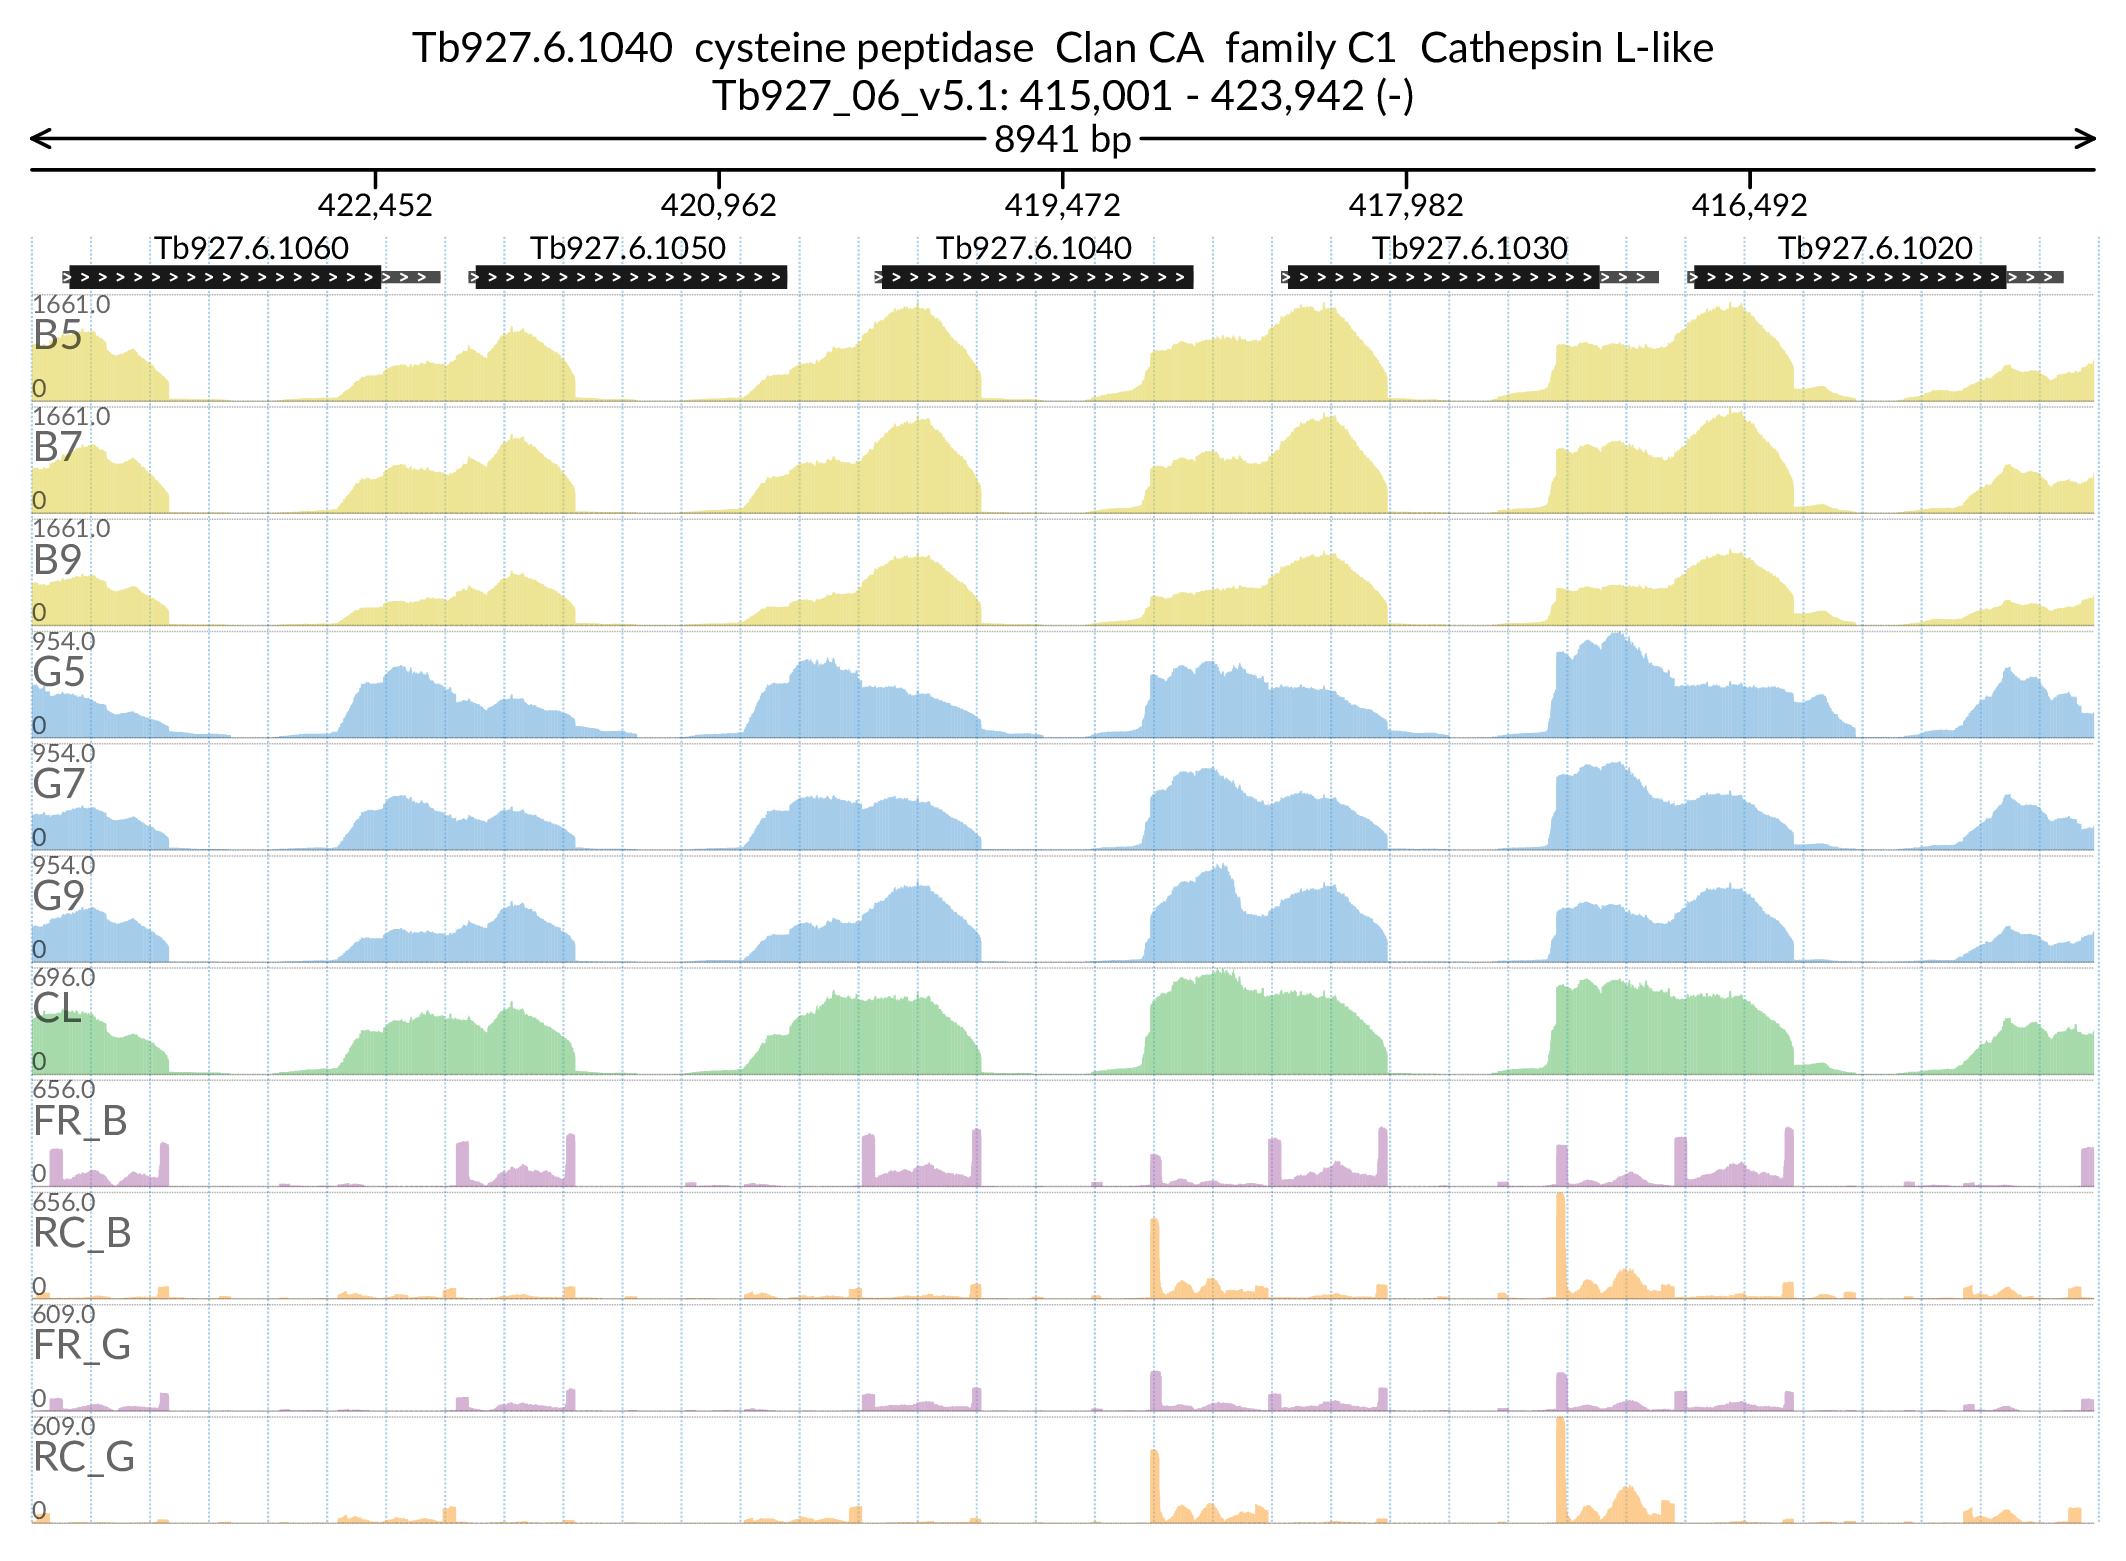 Tb927.6.1040  cysteine peptidase  Clan CA  family C1  Cathepsin L-like
Tb927_06_v5.1: 415,001 - 423,942 (-)
8941 bp
422,452 420,962 419,472 417,982 416,492
Tb927.6.1060 Tb927.6.1050 Tb927.6.1040 Tb927.6.1030 Tb927.6.1020
1661.0
B5
0
1661.0
B7
0
1661.0
B9
0
954.0
G5
0
954.0
G7
0
954.0
G9
0
696.0
CL
0
656.0
FR_B
0
656.0
RC_B
0
609.0
FR_G
0
609.0
RC_G
0